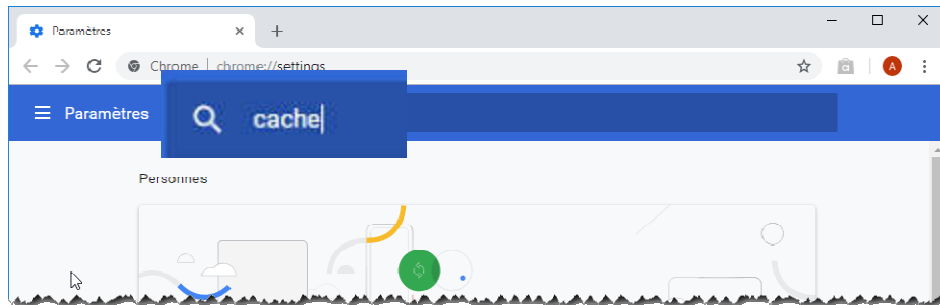 Paramètres
Chrome | chrome://settings
A
Paramètres
cache
Personnes